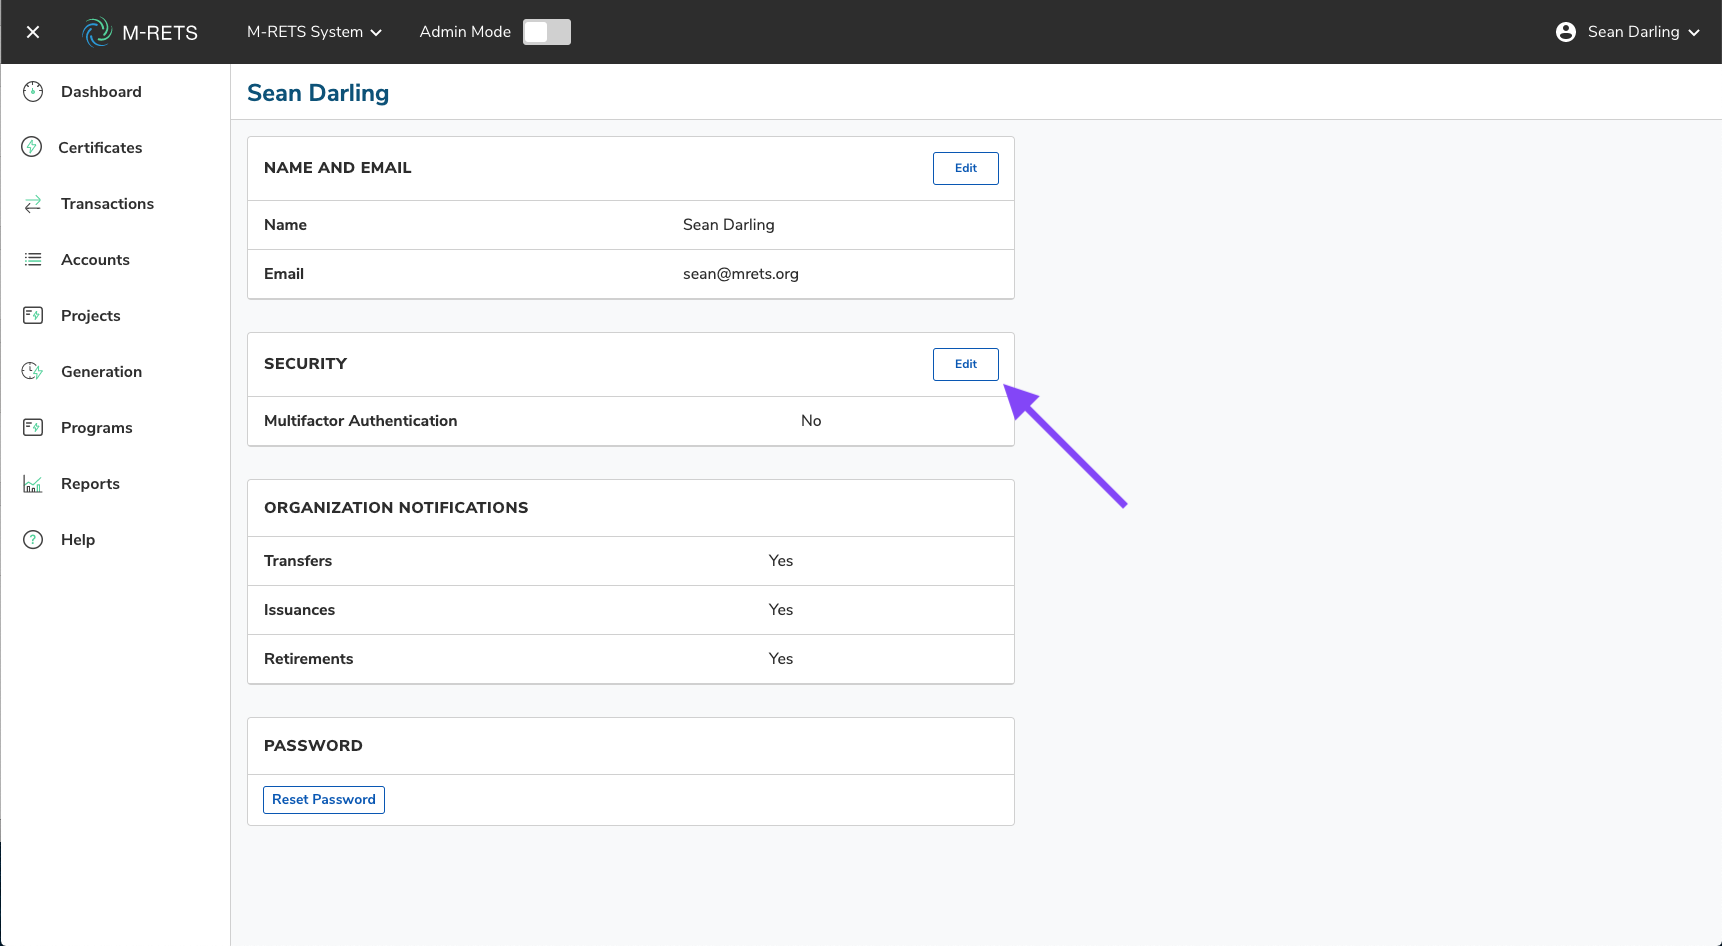 M-RETS
M-RETS System
Admin Mode
Sean Darling
Dashboard
Certificates
Transactions
Accounts
Projects
Generation
Programs
Reports
Help
Sean Darling
NAME AND EMAIL
Edit
Name Sean Darling
Email sean@mrets.org
SECURITY
Edit
Multifactor Authentication No
ORGANIZATION NOTIFICATIONS
Transfers Yes
Issuances Yes
Retirements Yes
PASSWORD
Reset Password